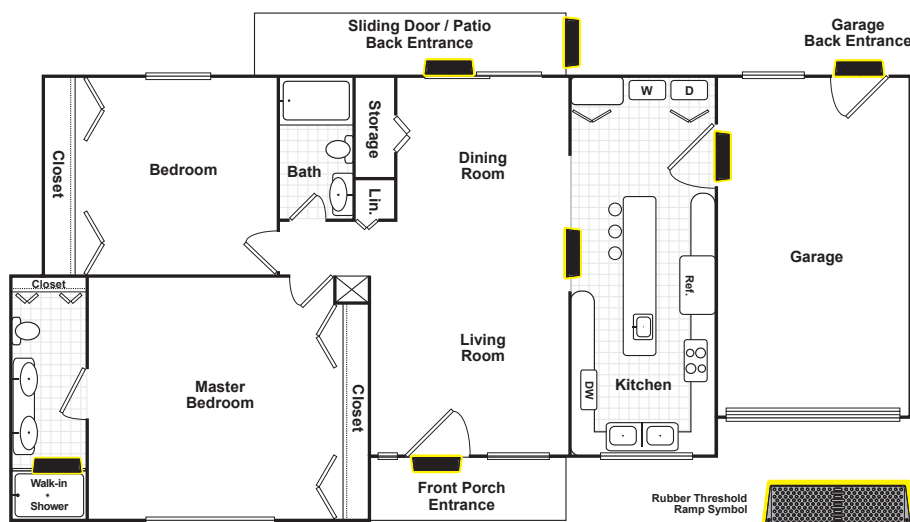 Sliding Door / Patio
Back Entrance
Garage
Back Entrance
W
D
Storage
Closet
Bedroom
Bath
Dining
Room
Lin.
Garage
Closet
Ref.
Living
Room
Master
Bedroom
Closet
DW
Kitchen
Walk-in
Shower
Front Porch
Entrance
Rubber Threshold
Ramp Symbol